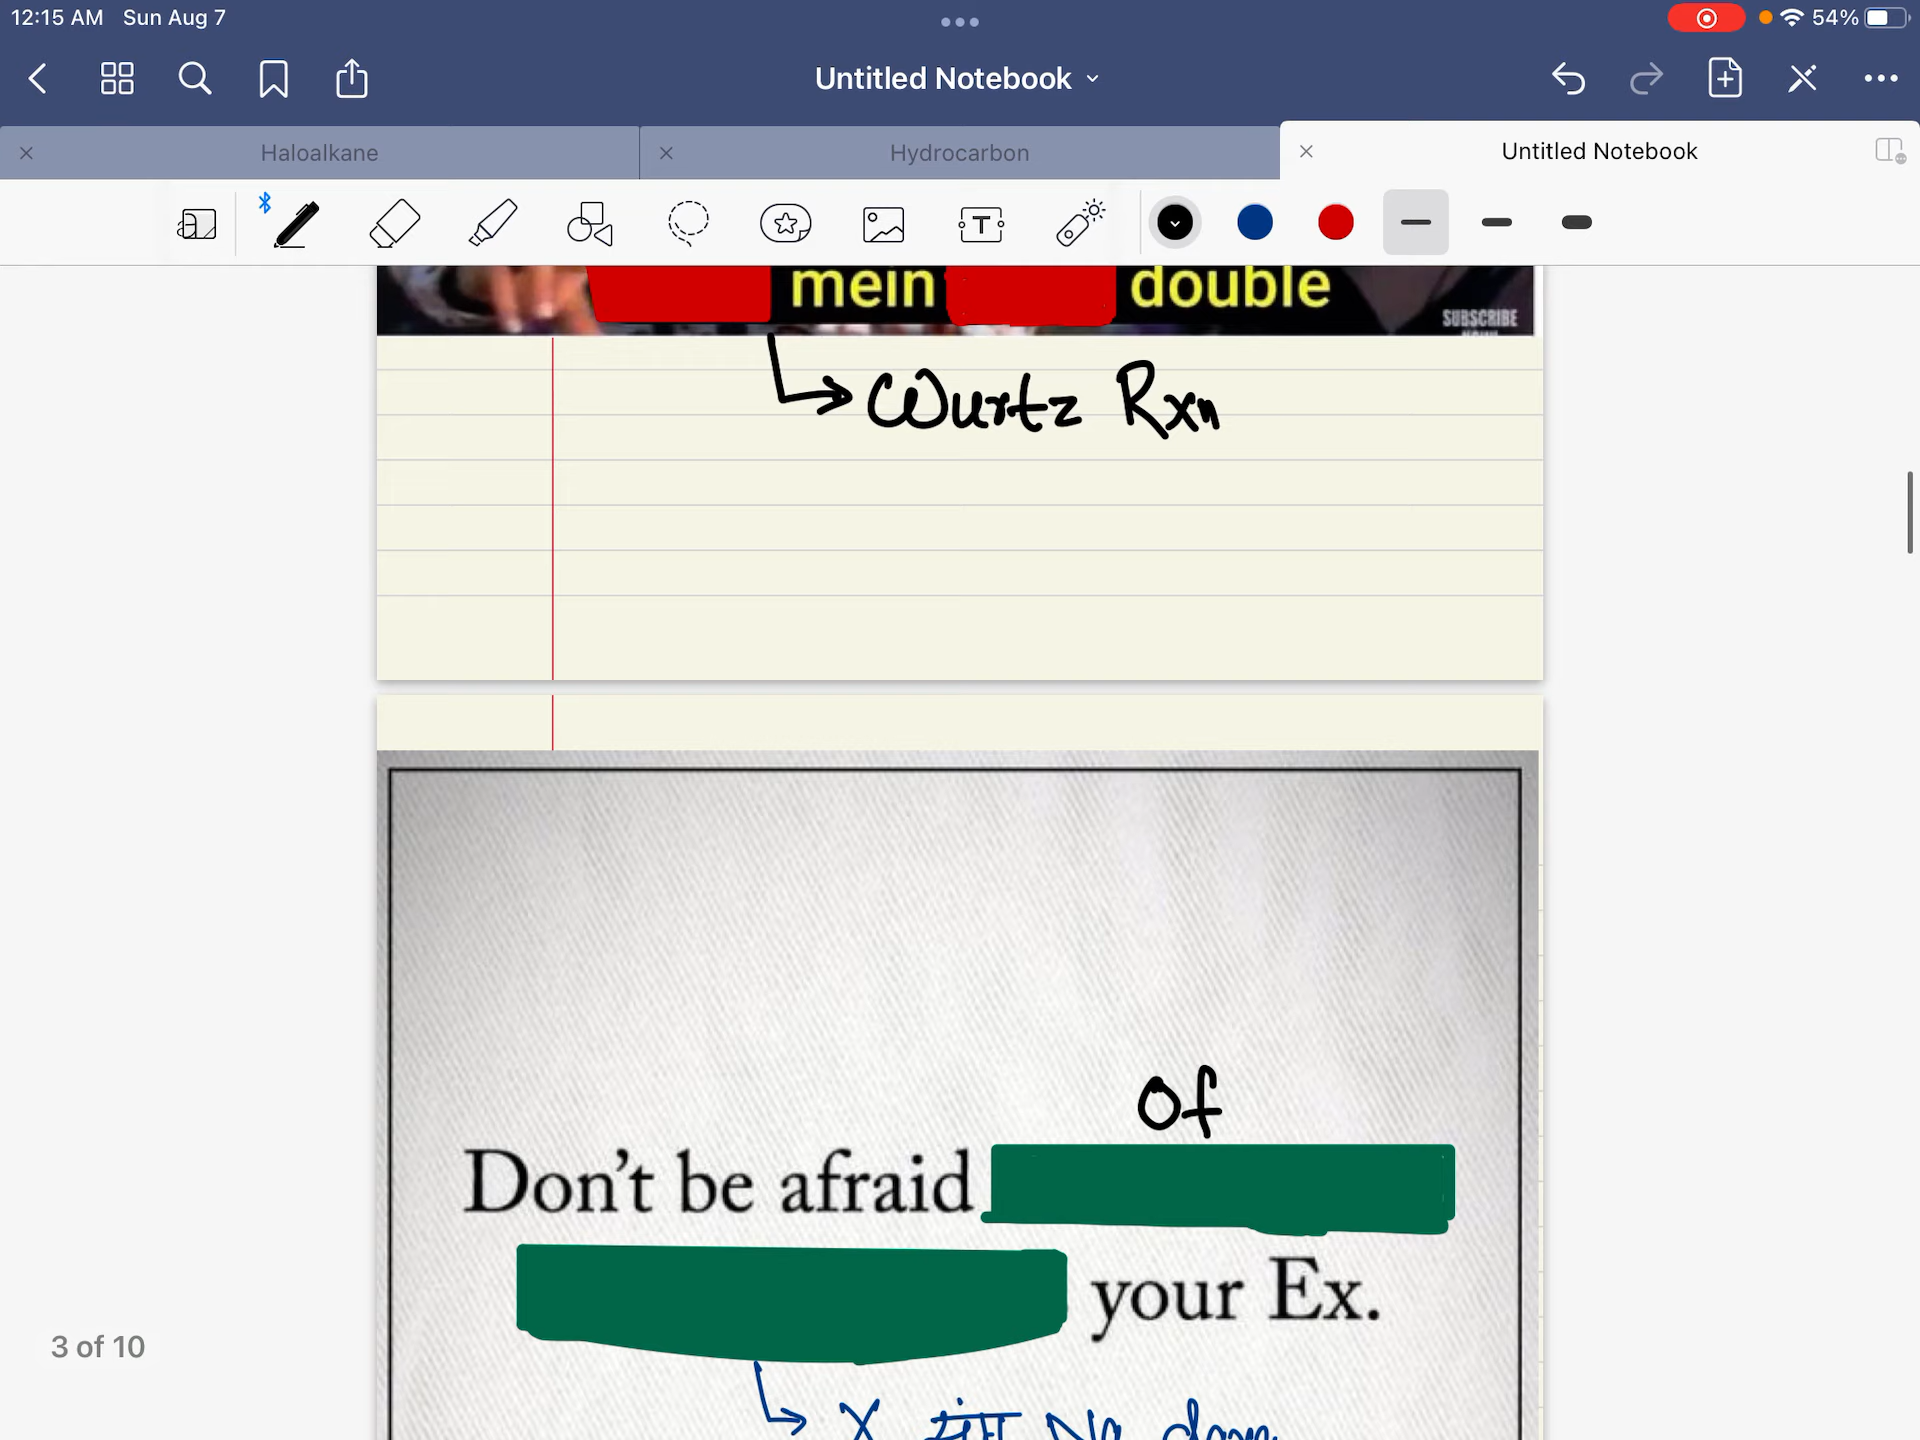 12:15 AM Sun Aug 7
54%
Untitled Notebook
Haloalkane
Hydrocarbon
Untitled Notebook
T
mein double
SUBSCRIBE
Wurtz Rxn
Of
Don't be afraid
your Ex.
X
3 of 10